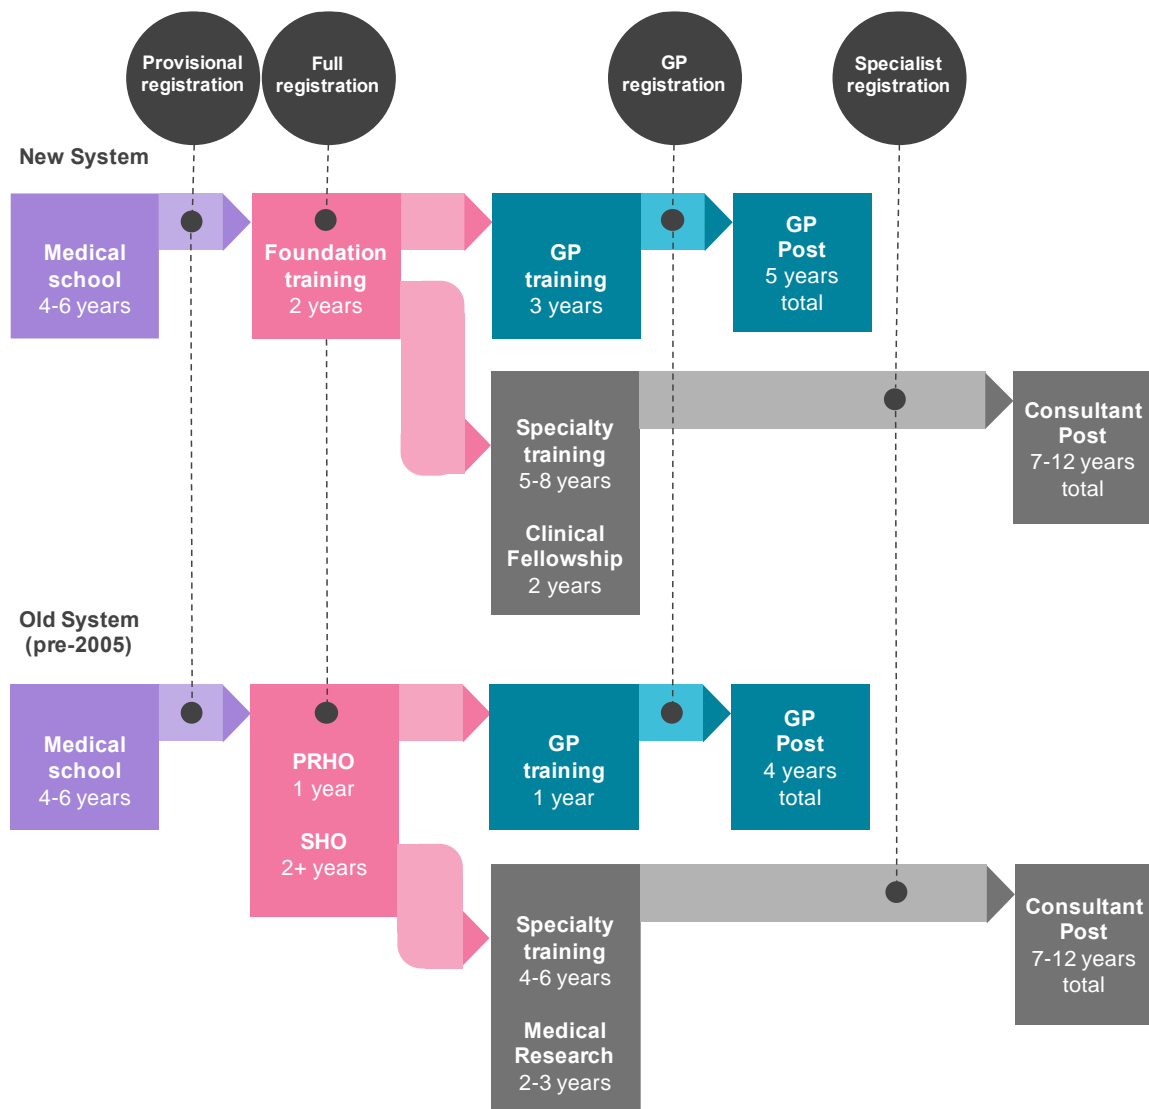 Provisional
registration
Full
registration
GP
registration
Specialist
registration
New System
Medical
school
4-6 years
Foundation
training
2 years
GP
training
3 years
GP
Post
5 years
total
Specialty
training
5-8 years
Clinical
Fellowship
2 years
Consultant
Post
7-12 years
total
Old System
(pre-2005)
Medical
school
4-6 years
PRHO
1 year
SHO
2+ years
GP
training
1 year
GP
Post
4 years
total
Specialty
training
4-6 years
Medical
Research
2-3 years
Consultant
Post
7-12 years
total